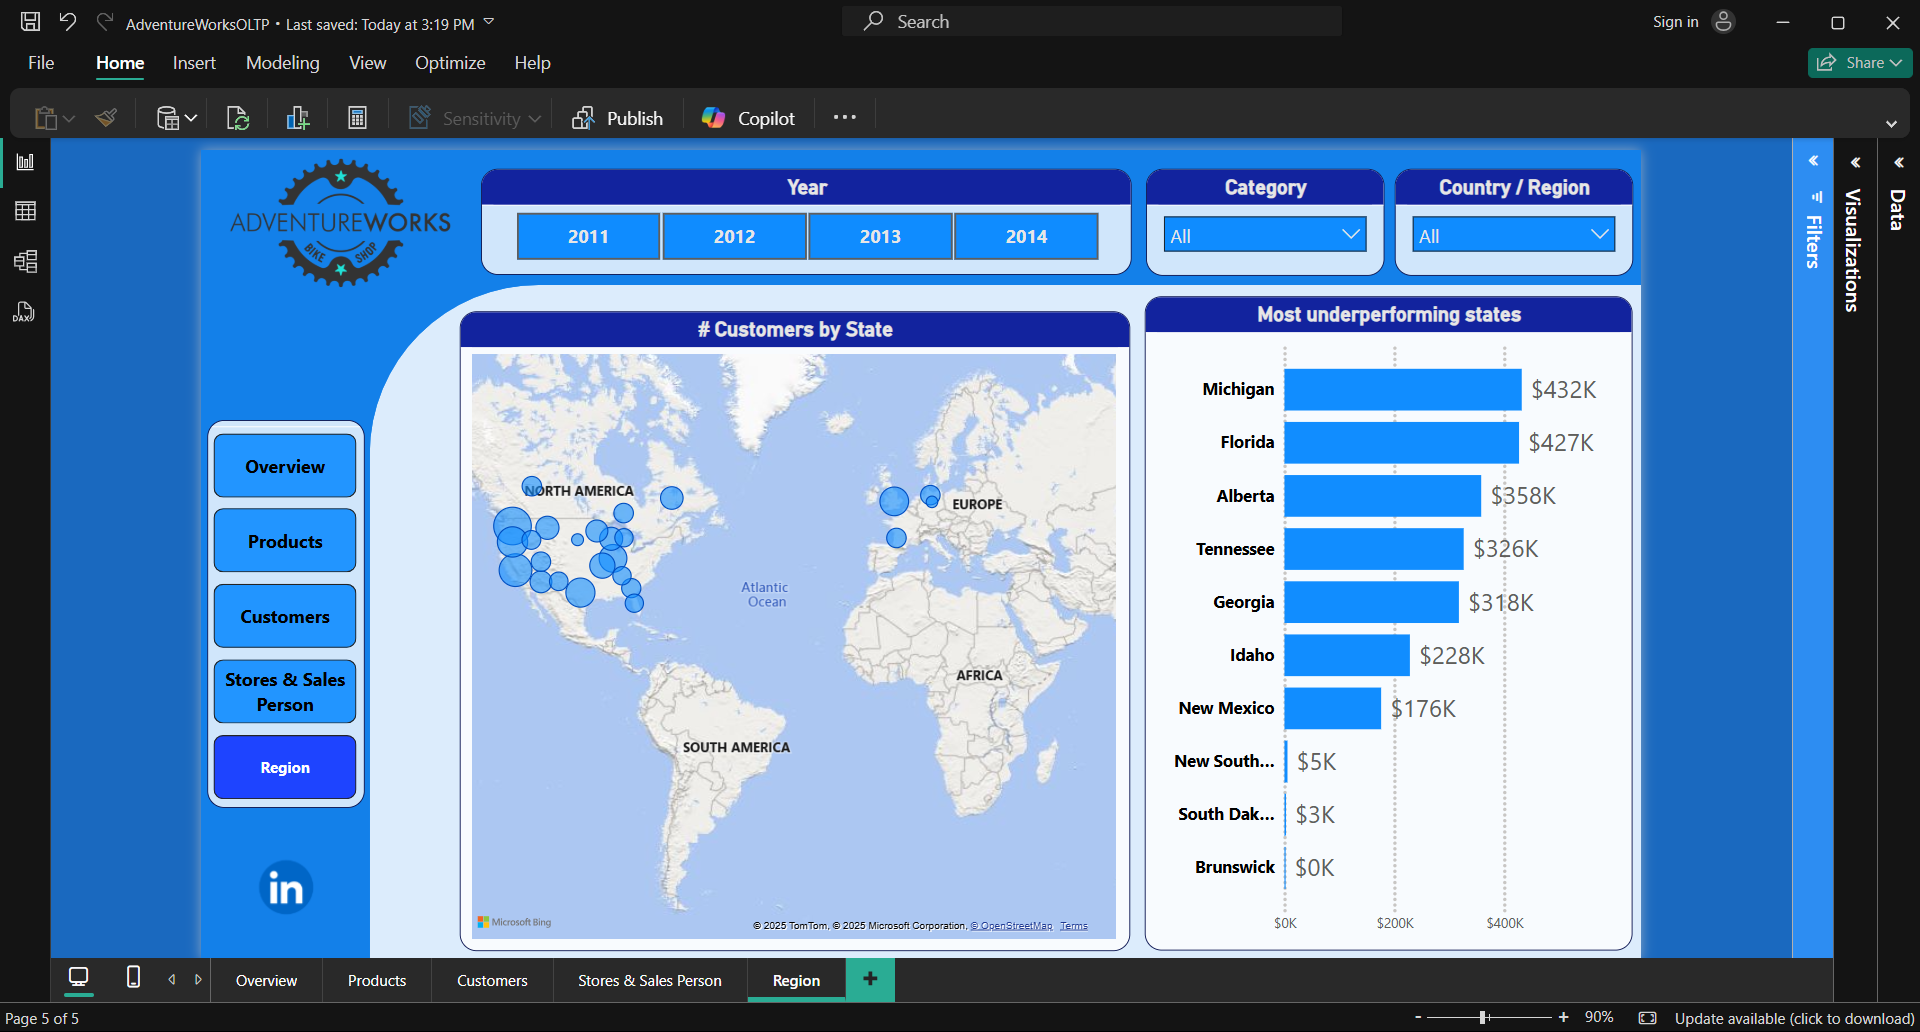 AdventureWorksOLTP • Last saved: Today at 3:19 PM
Search
Sign in
File
Home
Insert
Modeling
View
Optimize
Help
Share
Sensitivity
Publish
Copilot
DAX
ADVENTUREWORKS
BIKE SHOP
Year
2011
2012
2013
2014
Category
All
Country / Region
All
Filters
Visualizations
Data
Overview
Products
Customers
Stores & Sales
Person
Region
in
# Customers by State
NORTH AMERICA
EUROPE
Atlantic
Ocean
AFRICA
SOUTH AMERICA
Microsoft Bing
© 2025 TomTom, © 2025 Microsoft Corporation, © OpenStreetMap Terms
Most underperforming states
Michigan $432K
Florida $427K
Alberta $358K
Tennessee $326K
Georgia $318K
Idaho $228K
New Mexico $176K
New South... $5K
South Dak... $3K
Brunswick $0K
$0K $200K $400K
Overview
Products
Customers
Stores & Sales Person
Region
Page 5 of 5
90%
Update available (click to download)